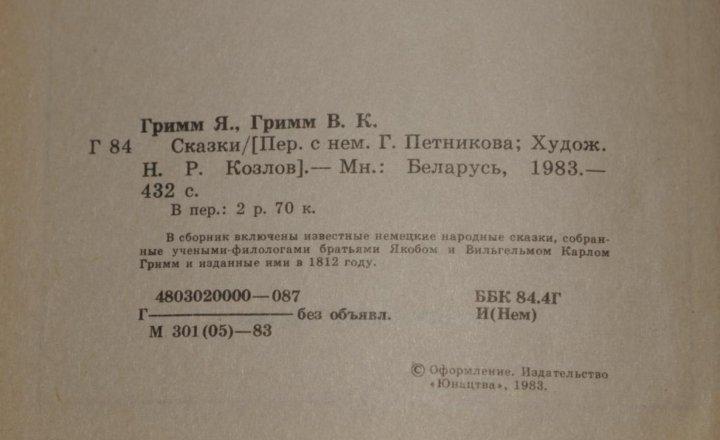 Гримм Я., Гримм В. К.
Г 84 Сказки/[Пер. с нем. Г. Петникова; Худож.
Н. Р. Козлов].— Мн.: Беларусь, 1983.—
432 с.
В пер.: 2 р. 70 к.
В сборник включены известные немецкие народные сказки, собран-
ные учеными-филологами братьями Якобом и Вильгельмом Карлом
Гримм и изданные ими в 1812 году.
4803020000—087
Г————————без объявл.
М 301(05)—83
ББК 84.4Г
И(Нем)
© Оформление. Издательство
«Юнацтва», 1983.